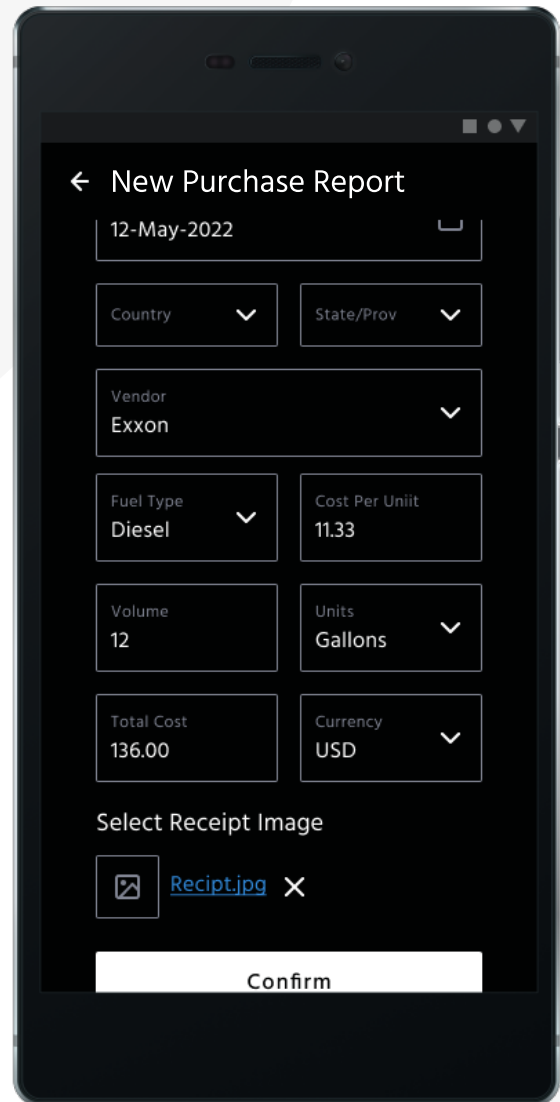 New Purchase Report
12-May-2022
Country
State/Prov
Vendor
Exxon
Fuel Type
Diesel
Cost Per Uniit
11.33
Volume
12
Units
Gallons
Total Cost
136.00
Currency
USD
Select Receipt Image
Recipt.jpg
Confirm